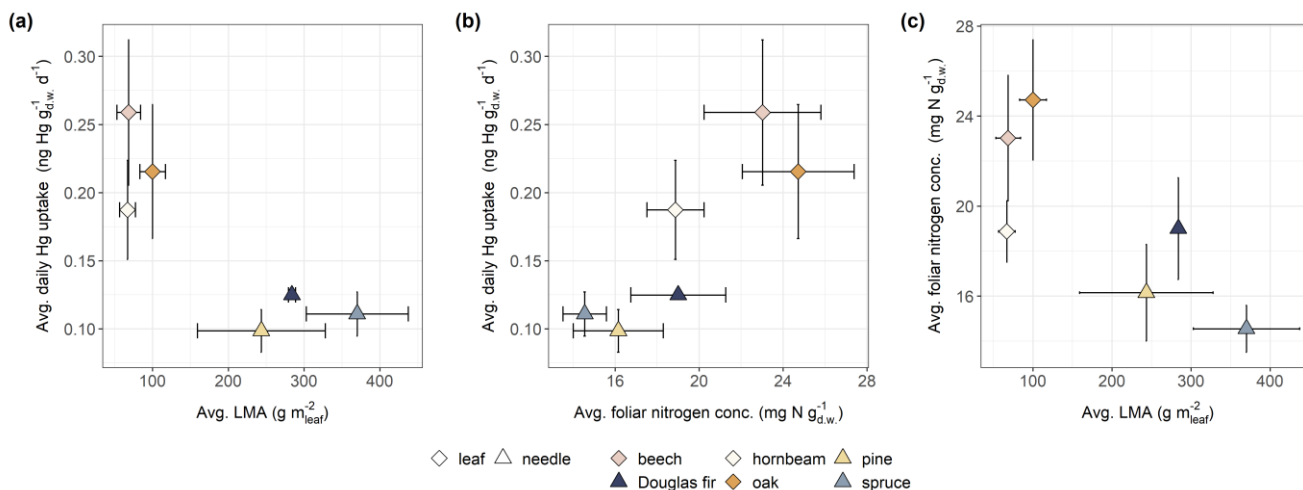 (a)
Avg. daily Hg uptake (ng Hg g⁻¹d.w. d⁻¹)
0.30
0.25
0.20
0.15
0.10
100 200 300 400
Avg. LMA (g m⁻²leaf)
(b)
Avg. daily Hg uptake (ng Hg g⁻¹d.w. d⁻¹)
0.30
0.25
0.20
0.15
0.10
16 20 24 28
Avg. foliar nitrogen conc. (mg N g⁻¹d.w.)
(c)
Avg. foliar nitrogen conc. (mg N g⁻¹d.w.)
28
24
20
16
100 200 300 400
Avg. LMA (g m⁻²leaf)
leaf needle beech hornbeam pine
Douglas fir oak spruce